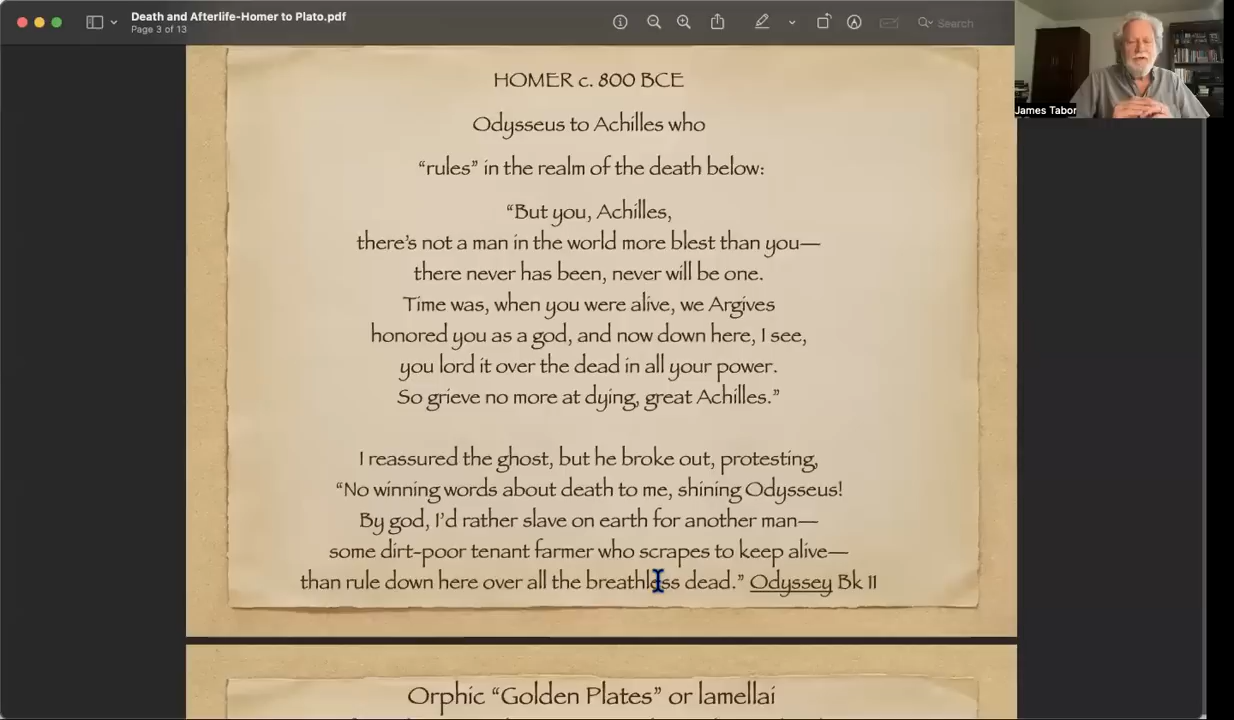 Death and Afterlife-Homer to Plato.pdf
Page 3 of 13
Search
James Tabor
HOMER c. 800 BCE
Odysseus to Achilles who
“rules” in the realm of the death below:
“But you, Achilles,
there’s not a man in the world more blest than you—
there never has been, never will be one.
Time was, when you were alive, we Argives
honored you as a god, and now down here, I see,
you lord it over the dead in all your power.
So grieve no more at dying, great Achilles.”
I reassured the ghost, but he broke out, protesting,
“No winning words about death to me, shining Odysseus!
By god, I’d rather slave on earth for another man—
some dirt-poor tenant farmer who scrapes to keep alive—
than rule down here over all the breathless dead.” Odyssey Bk 11
Orphic “Golden Plates” or lamellai